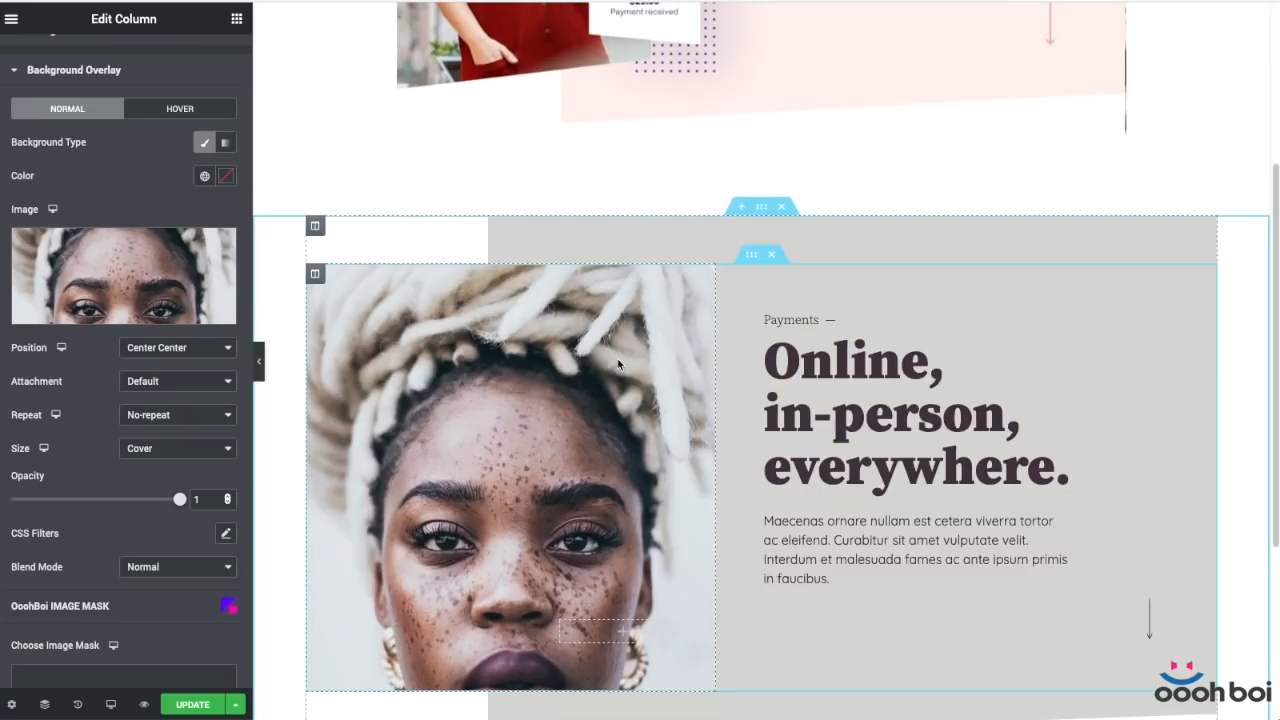 Edit Column
Background Overlay
NORMAL
HOVER
Background Type
Color
Image
Position
Center Center
Attachment
Default
Repeat
No-repeat
Size
Cover
Opacity
1
CSS Filters
Blend Mode
Normal
OoohBoi IMAGE MASK
Choose Image Mask
UPDATE
Payment received
Payments —
Online,
in-person,
everywhere.
Maecenas ornare nullam est cetera viverra tortor
ac eleifend. Curabitur sit amet vulputate velit.
Interdum et malesuada fames ac ante ipsum primis
in faucibus.
oooh boi